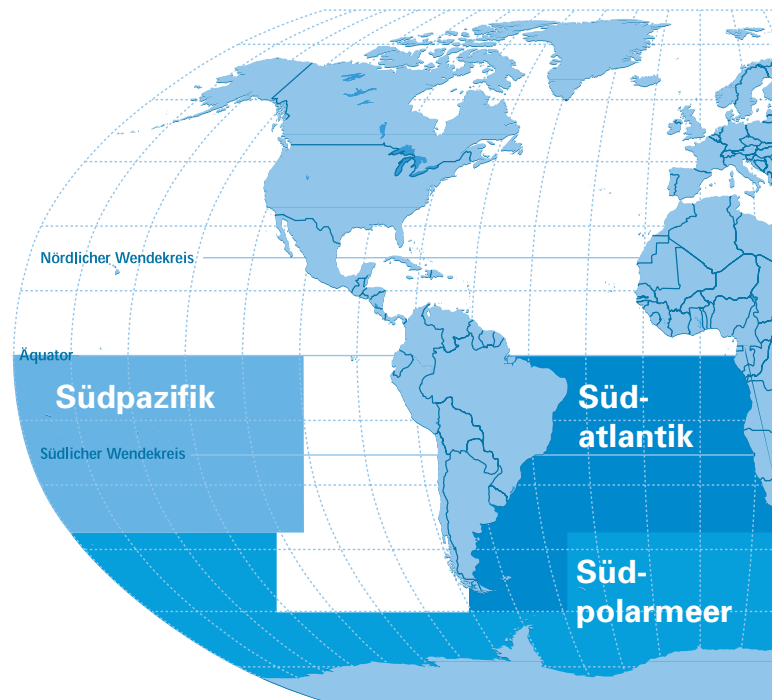 Nördlicher Wendekreis
Äquator
Südpazifik
Süd-
atlantik
Südlicher Wendekreis
Süd-
polarmeer